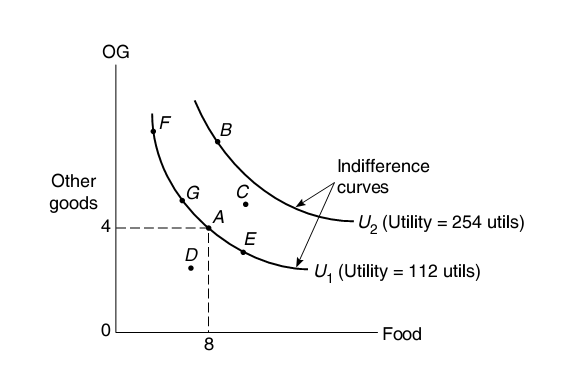 OG
F
B
Indifference
curves
Other
goods
G
C
A
4
U2 (Utility = 254 utils)
E
D
U1 (Utility = 112 utils)
0
Food
8